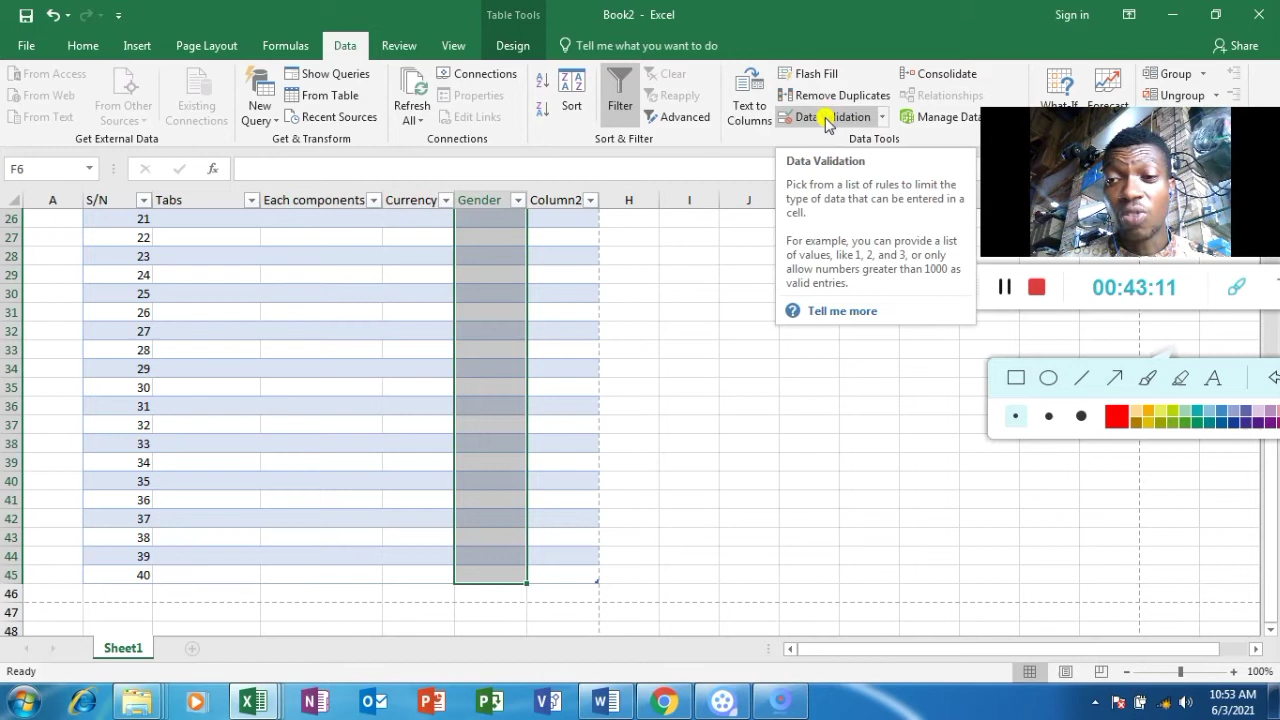 Table Tools
Book2 - Excel
Sign in
File
Home
Insert
Page Layout
Formulas
Data
Review
View
Design
Tell me what you want to do
Share
From Access
From Web
From Text
From Other Sources
Existing Connections
Get External Data
New Query
Show Queries
From Table
Recent Sources
Get & Transform
Refresh All
Connections
Properties
Edit Links
Connections
Sort
Filter
Clear
Reapply
Advanced
Sort & Filter
Text to Columns
Flash Fill
Remove Duplicates
Data Validation
Consolidate
Relationships
Manage Data
Data Tools
What-If
Forecast
Group
Ungroup
F6
fx
Data Validation
Pick from a list of rules to limit the
type of data that can be entered in a
cell.
For example, you can provide a list
of values, like 1, 2, and 3, or only
allow numbers greater than 1000 as
valid entries.
Tell me more
00:43:11
A
S/N
Tabs
Each components
Currency
Gender
Column2
H
I
J
26 21
27 22
28 23
29 24
30 25
31 26
32 27
33 28
34 29
35 30
36 31
37 32
38 33
39 34
40 35
41 36
42 37
43 38
44 39
45 40
46
47
48
Sheet1
Ready
100%
10:53 AM
6/3/2021